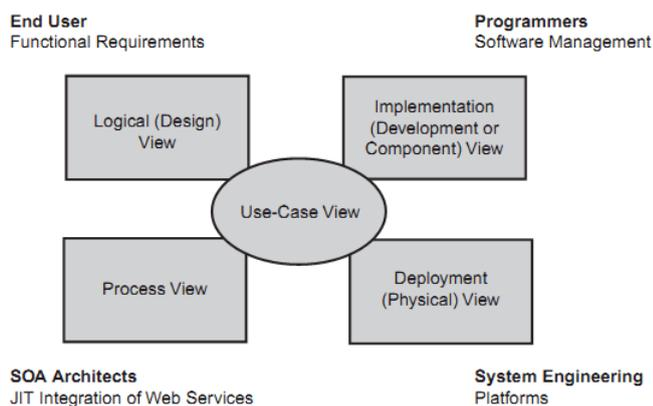 End User
Functional Requirements
Programmers
Software Management
Logical (Design)
View
Implementation
(Development or
Component) View
Use-Case View
Process View
Deployment
(Physical) View
SOA Architects
JIT Integration of Web Services
System Engineering
Platforms